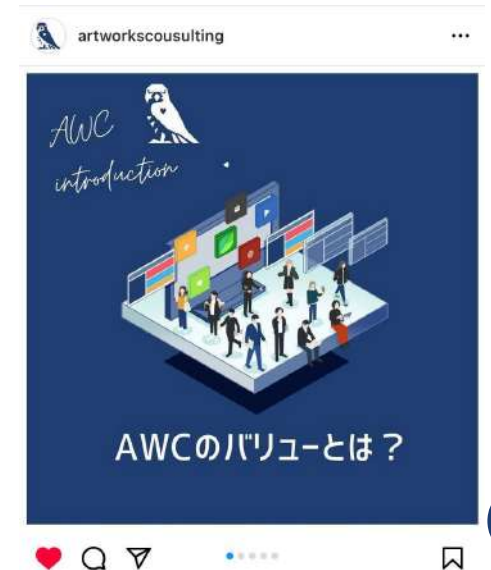 artworkscousulting
AWC
introduction
AWCのバリューとは？